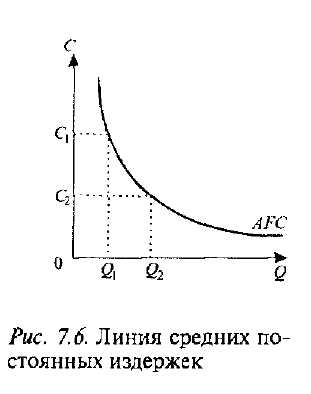 C
C₁
C₂
AFC
0
Q₁
Q₂
Q
Рис. 7.6. Линия средних по-
стоянных издержек